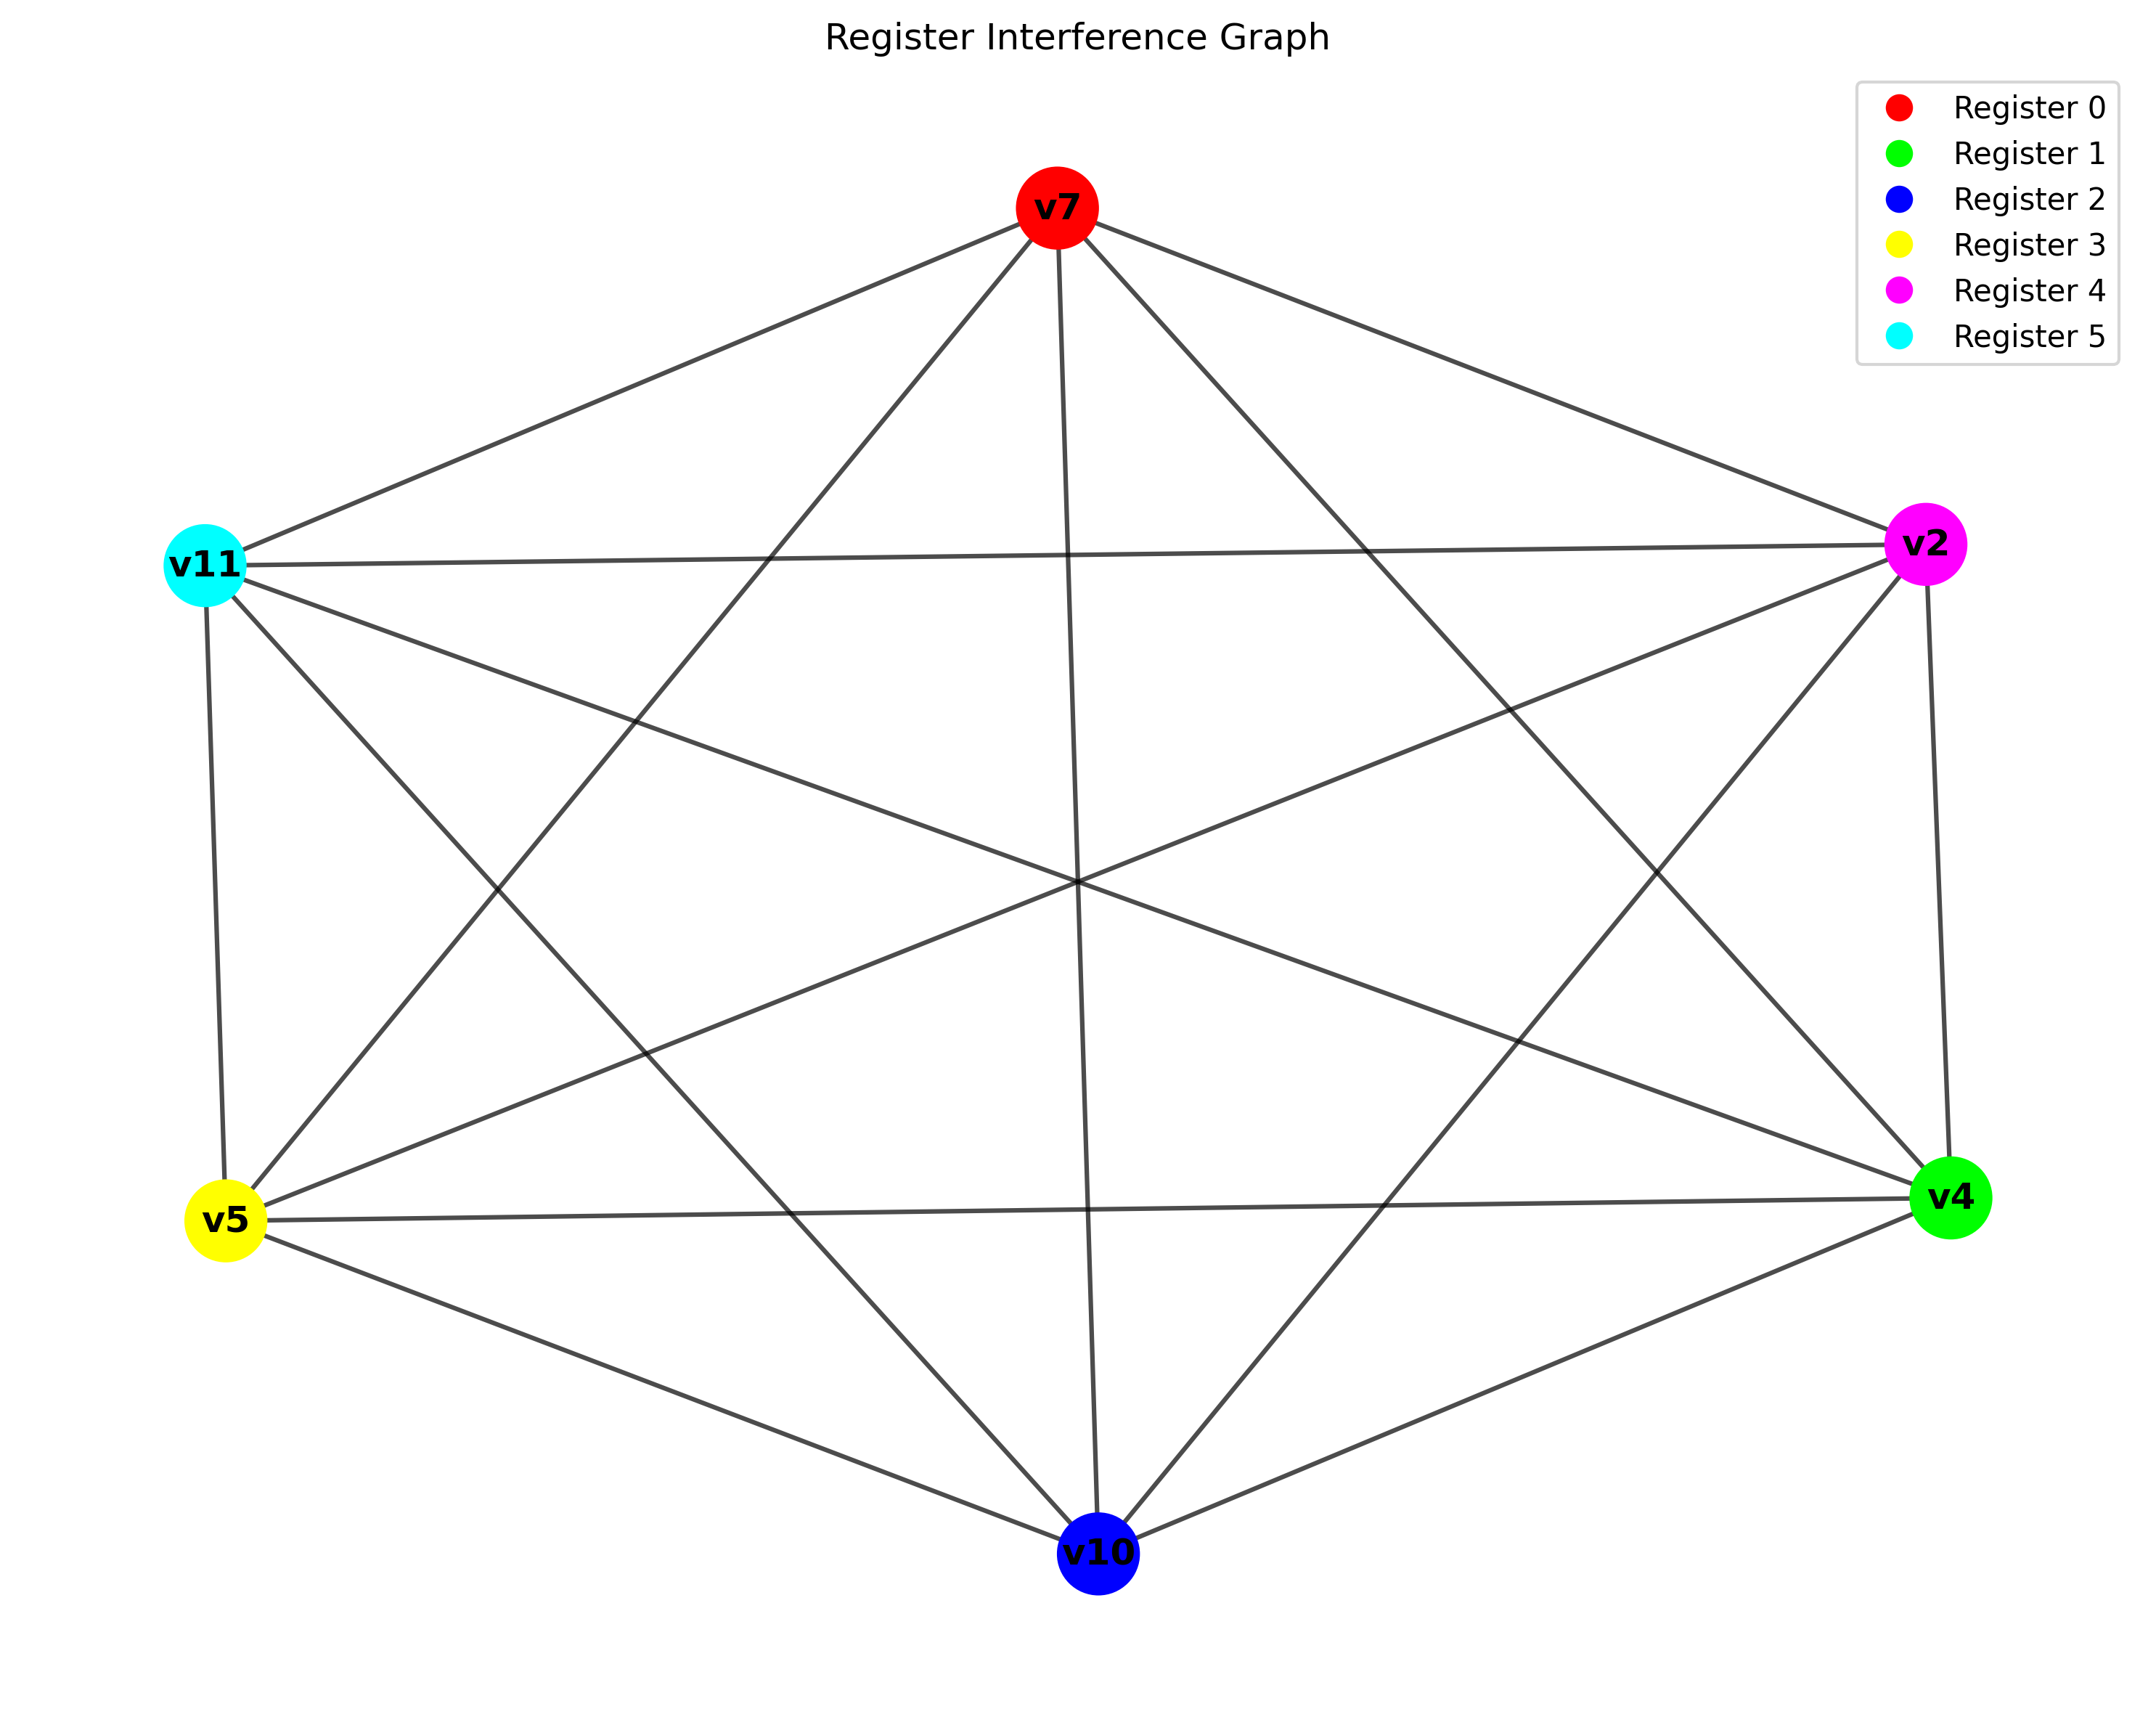 Register Interference Graph
Register 0
Register 1
Register 2
Register 3
Register 4
Register 5
v7
v2
v11
v4
v5
v10